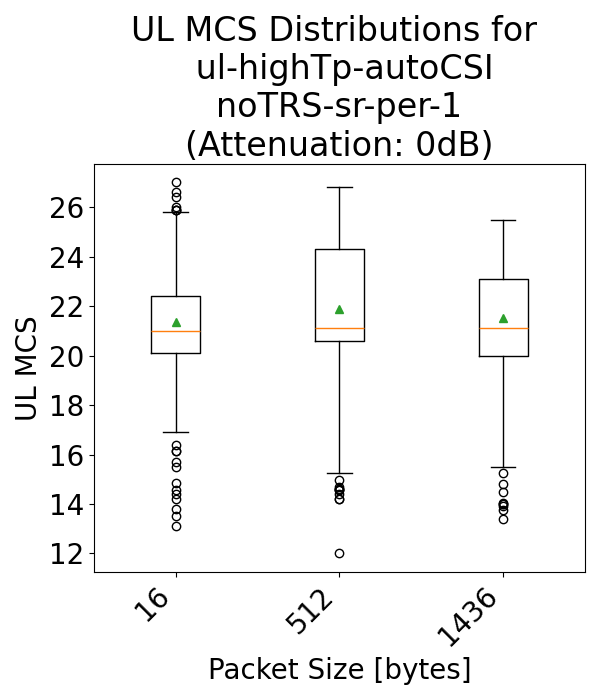 UL MCS Distributions for
ul-highTp-autoCSI
noTRS-sr-per-1
(Attenuation: 0dB)
26
24
22
20
18
16
14
12
UL MCS
16
512
1436
Packet Size [bytes]